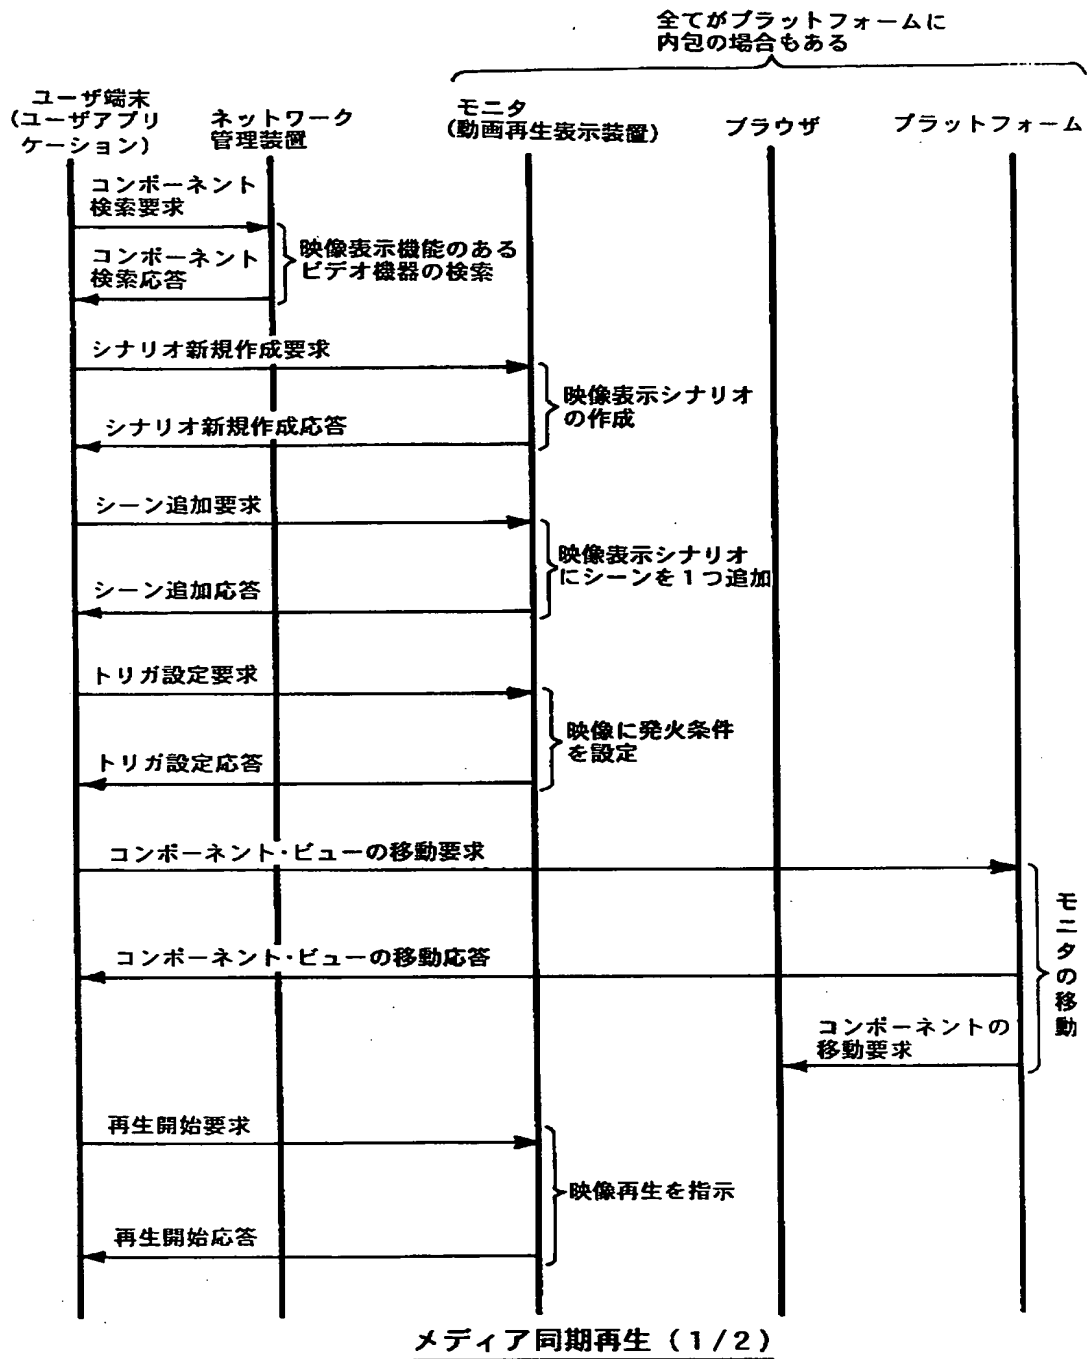 全てがプラットフォームに
内包の場合もある
ユーザ端末
(ユーザアプリ
ケーション)
ネットワーク
管理装置
モニタ
(動画再生表示装置)
ブラウザ
プラットフォーム
コンポーネント
検索要求
コンポーネント
検索応答
映像表示機能のある
ビデオ機器の検索
シナリオ新規作成要求
シナリオ新規作成応答
映像表示シナリオ
の作成
シーン追加要求
シーン追加応答
映像表示シナリオ
にシーンを1つ追加
トリガ設定要求
トリガ設定応答
映像に発火条件
を設定
コンポーネント・ビューの移動要求
コンポーネント・ビューの移動応答
モニタの移動
コンポーネントの
移動要求
再生開始要求
再生開始応答
映像再生を指示
メディア同期再生(1/2)